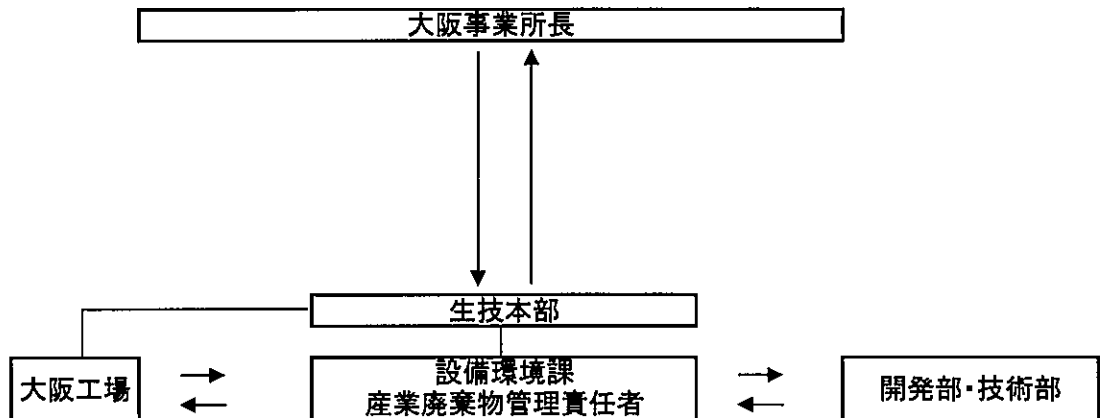 大阪事業所長
生技本部
大阪工場
設備環境課
産業廃棄物管理責任者
開発部・技術部